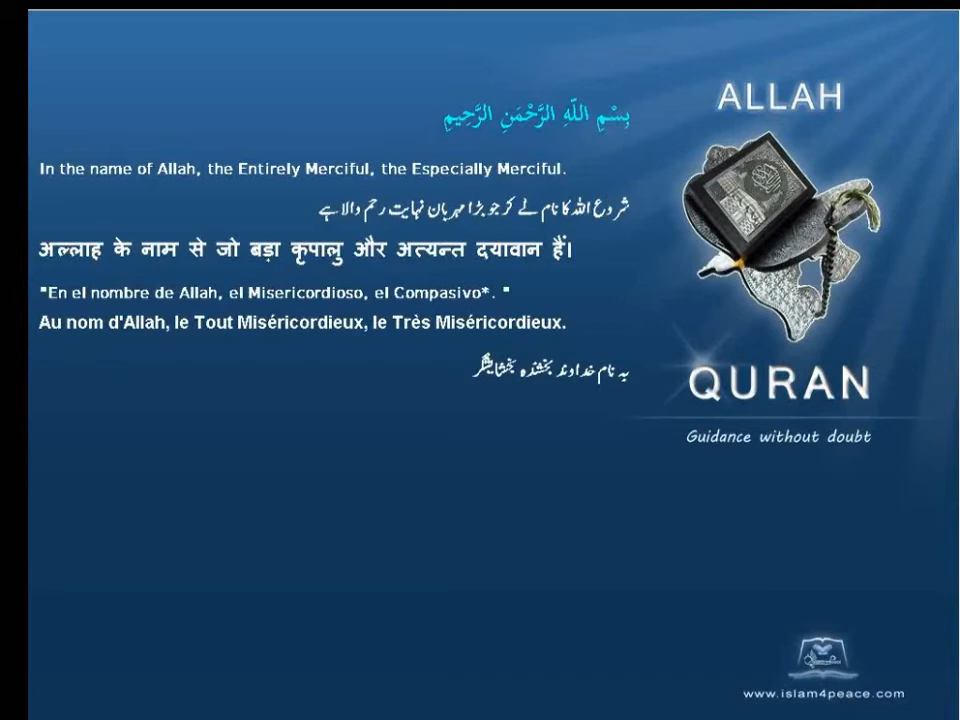 بِسْمِ اللَّهِ الرَّحْمَنِ الرَّحِيمِ
In the name of Allah, the Entirely Merciful, the Especially Merciful.
شروع الله کا نام لے کر جو بڑا مہربان نہایت رحم والا ہے
अल्लाह के नाम से जो बड़ा कृपालु और अत्यन्त दयावान हैं।
"En el nombre de Allah, el Misericordioso, el Compasivo*. "
Au nom d'Allah, le Tout Miséricordieux, le Très Miséricordieux.
به نام خداوند بخشنده بخشایشگر
ALLAH
QURAN
Guidance without doubt
www.islam4peace.com